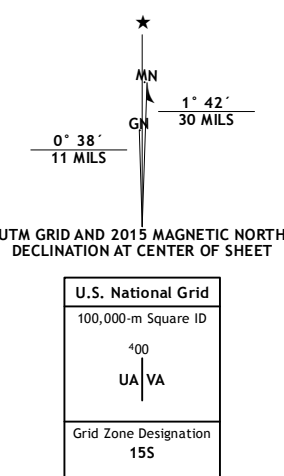 ★
MN
1° 42´
30 MILS
GN
0° 38´
11 MILS
UTM GRID AND 2015 MAGNETIC NORTH
DECLINATION AT CENTER OF SHEET
U.S. National Grid
100,000-m Square ID
⁴00
UA VA
Grid Zone Designation
15S